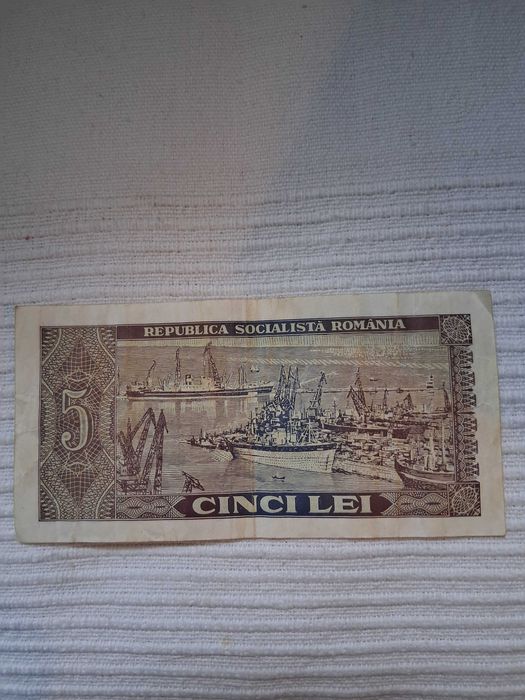 REPUBLICA SOCIALISTĂ ROMÂNIA
5
CINCI LEI